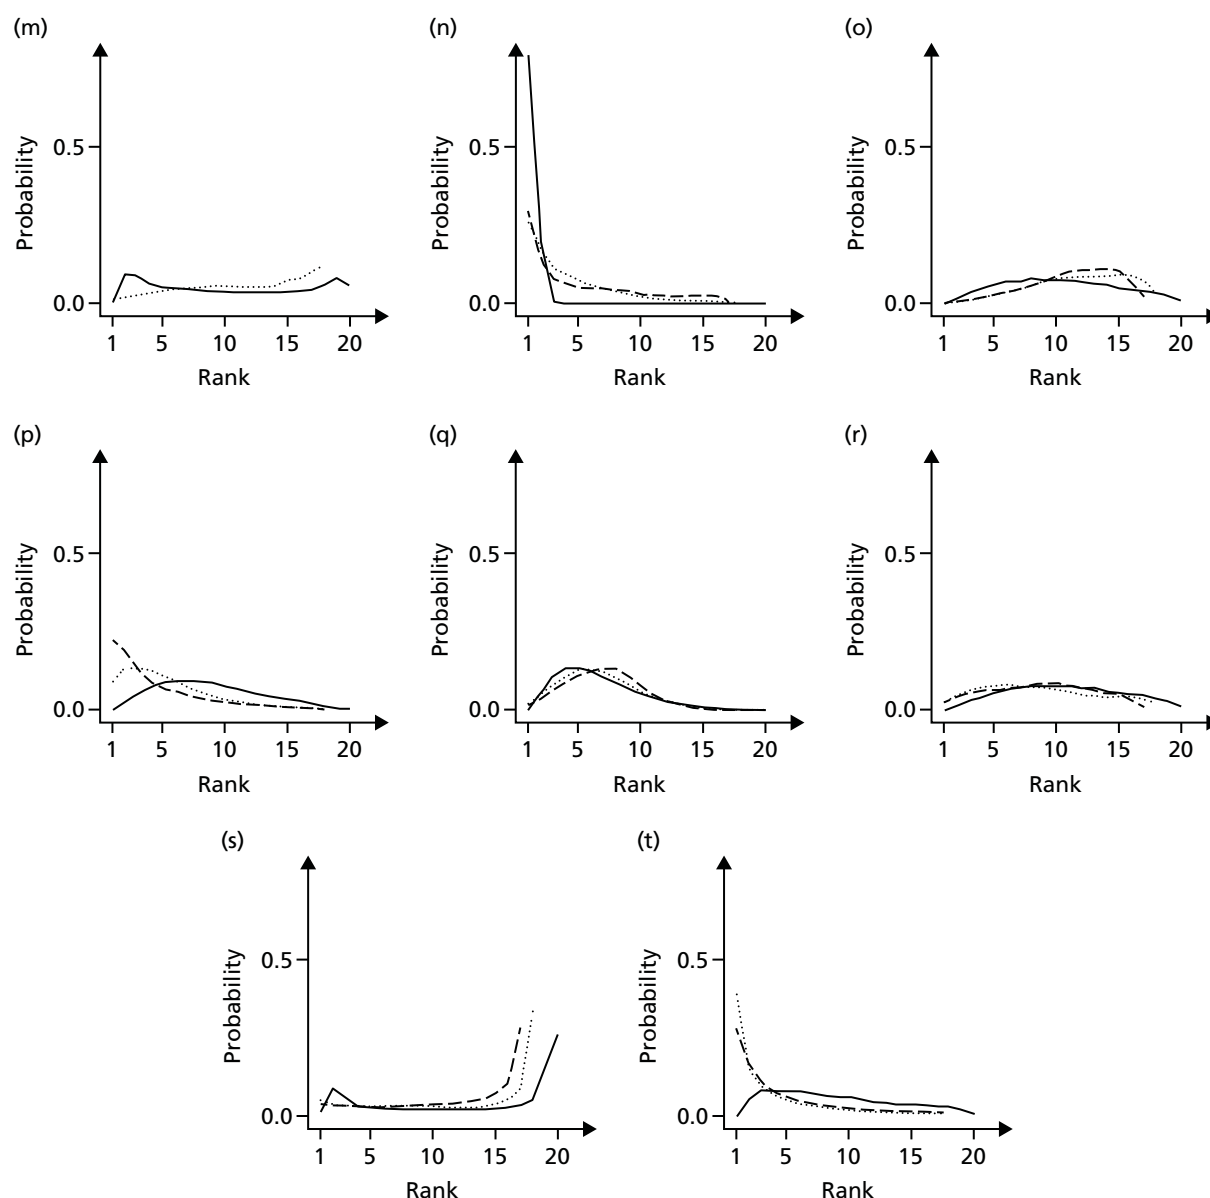 (m) (n) (o)
Probability Probability Probability
0.5 0.5 0.5
0.0 0.0 0.0
1 5 10 15 20 1 5 10 15 20 1 5 10 15 20
Rank Rank Rank
(p) (q) (r)
Probability Probability Probability
0.5 0.5 0.5
0.0 0.0 0.0
1 5 10 15 20 1 5 10 15 20 1 5 10 15 20
Rank Rank Rank
(s) (t)
Probability Probability
0.5 0.5
0.0 0.0
1 5 10 15 20 1 5 10 15 20
Rank Rank